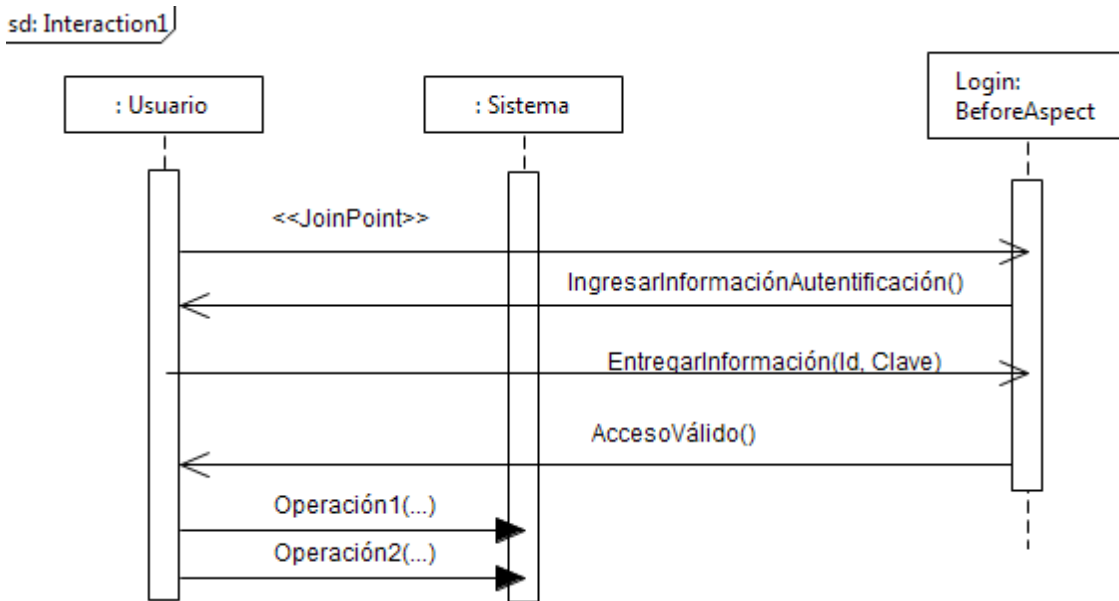 sd: Interaction1
: Usuario
: Sistema
Login:
BeforeAspect
<<JoinPoint>>
IngresarInformaciónAutentificación()
EntregarInformación(Id, Clave)
AccesoVálido()
Operación1(...)
Operación2(...)